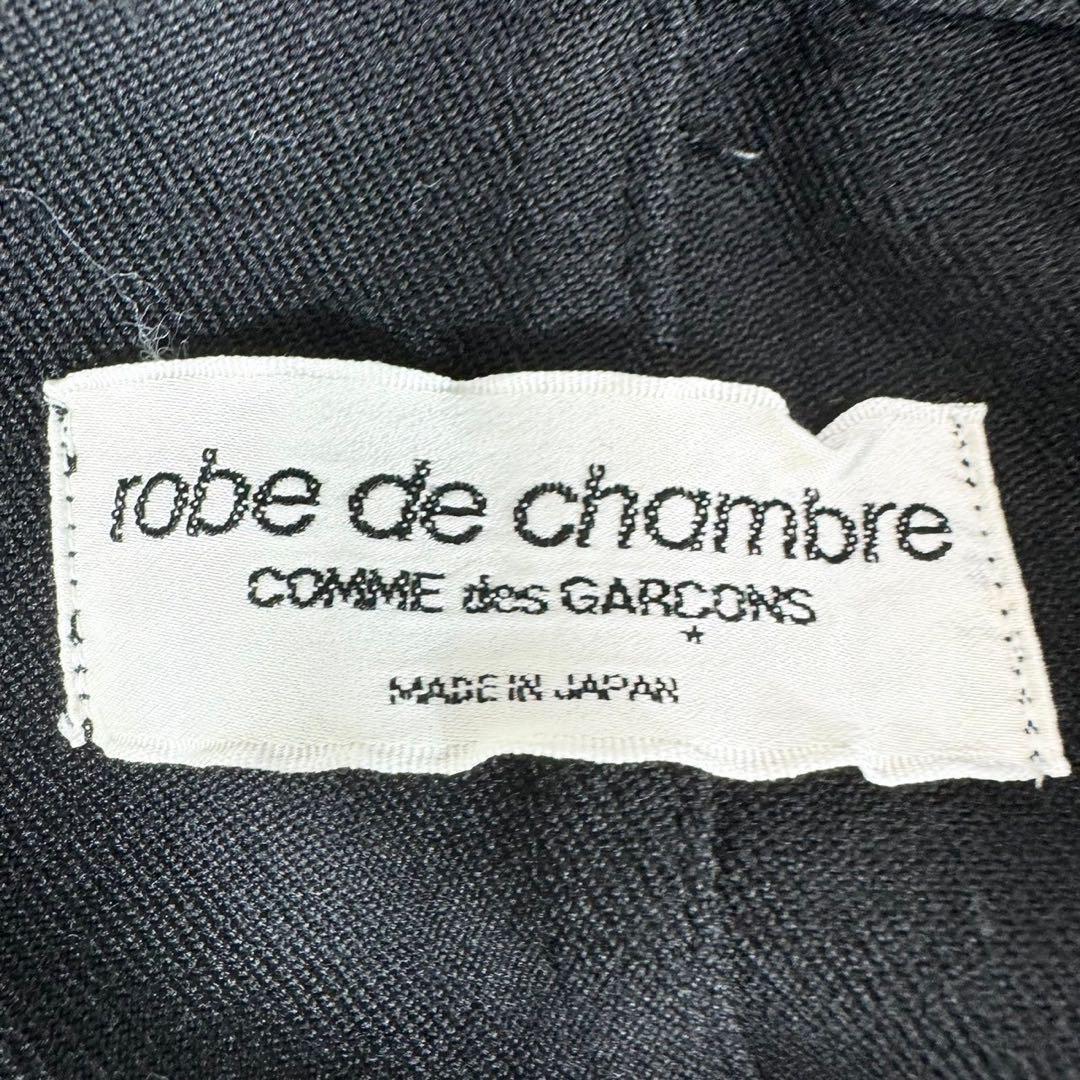 robe de chambre
COMME des GARÇONS
★
MADE IN JAPAN